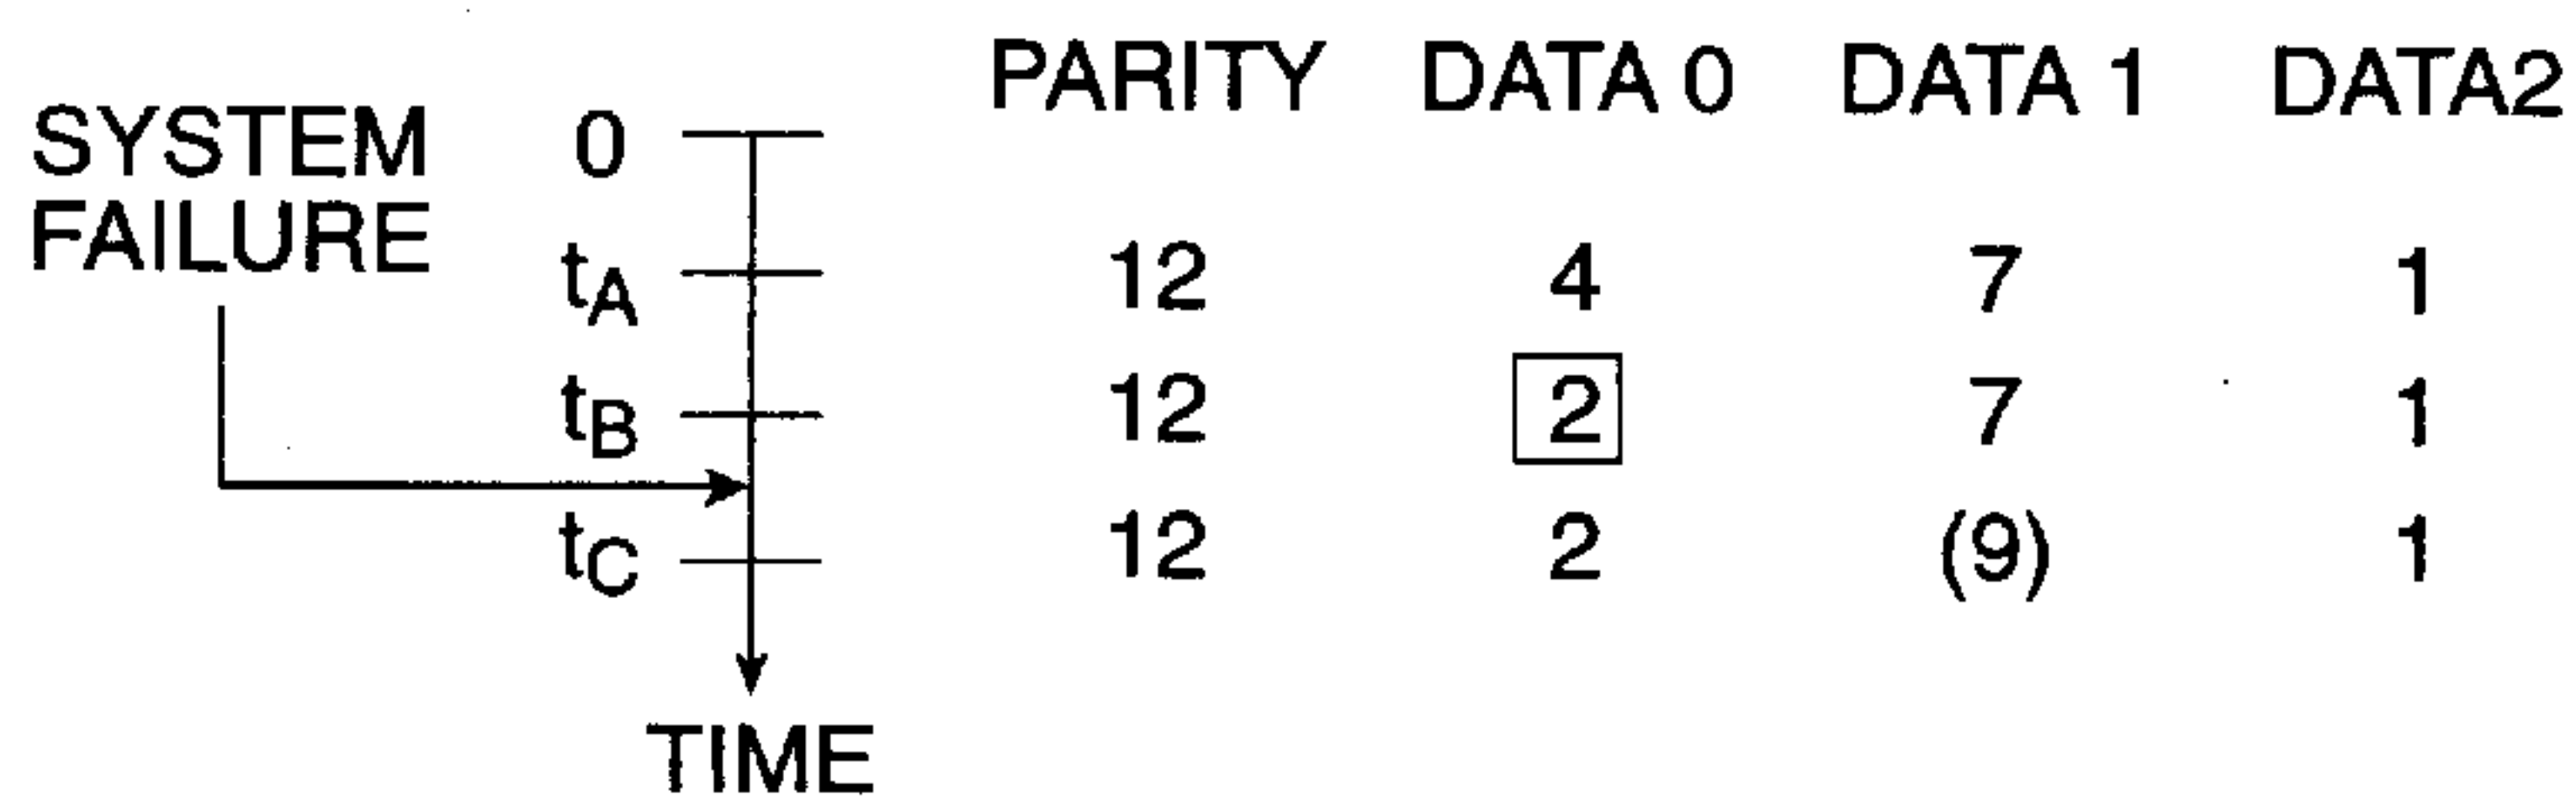 PARITY DATA 0 DATA 1 DATA2
SYSTEM
FAILURE
0
tA 12 4 7 1
tB 12 2 7 1
tC 12 2 (9) 1
TIME